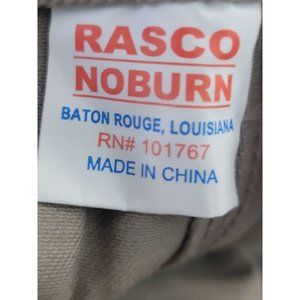 RASCO
NOBURN
BATON ROUGE, LOUISIANA
RN# 101767
MADE IN CHINA